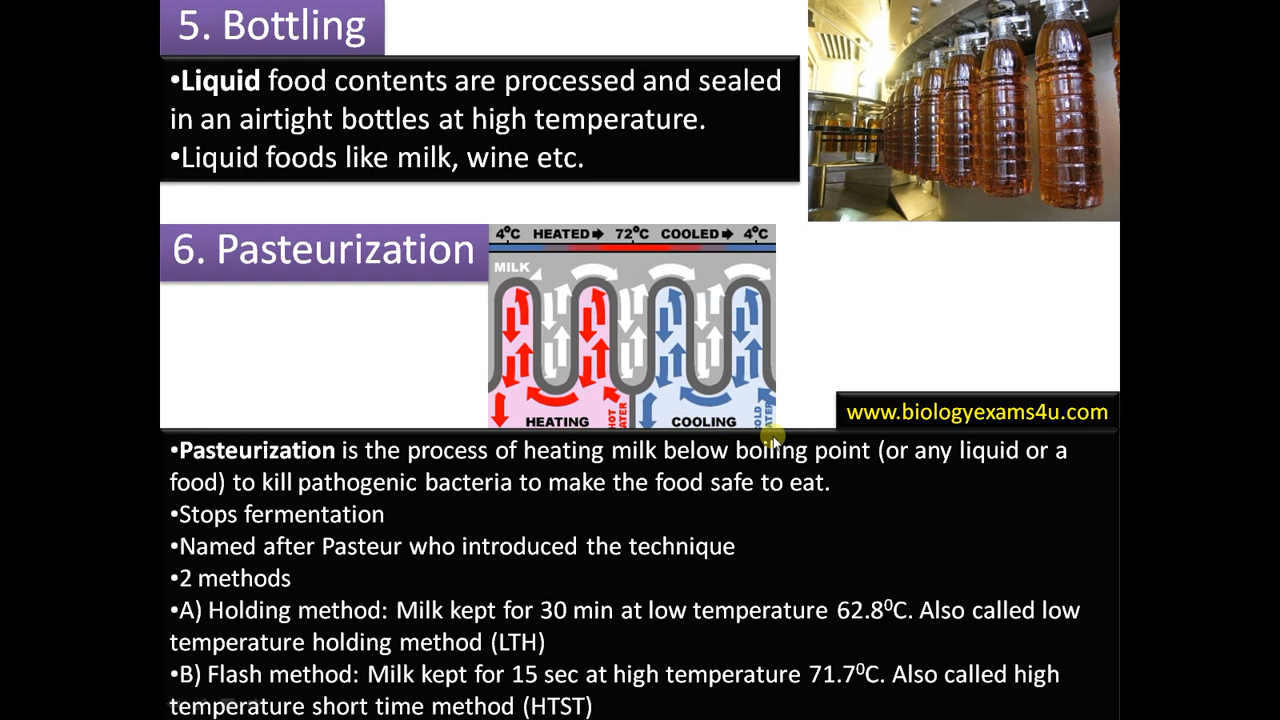 5. Bottling
•Liquid food contents are processed and sealed
in an airtight bottles at high temperature.
•Liquid foods like milk, wine etc.
6. Pasteurization
4⁰C HEATED → 72⁰C COOLED → 4⁰C
MILK
HEATING
HOT WATER
COOLING
COLD WATER
www.biologyexams4u.com
•Pasteurization is the process of heating milk below boiling point (or any liquid or a
food) to kill pathogenic bacteria to make the food safe to eat.
•Stops fermentation
•Named after Pasteur who introduced the technique
•2 methods
•A) Holding method: Milk kept for 30 min at low temperature 62.8⁰C. Also called low
temperature holding method (LTH)
•B) Flash method: Milk kept for 15 sec at high temperature 71.7⁰C. Also called high
temperature short time method (HTST)